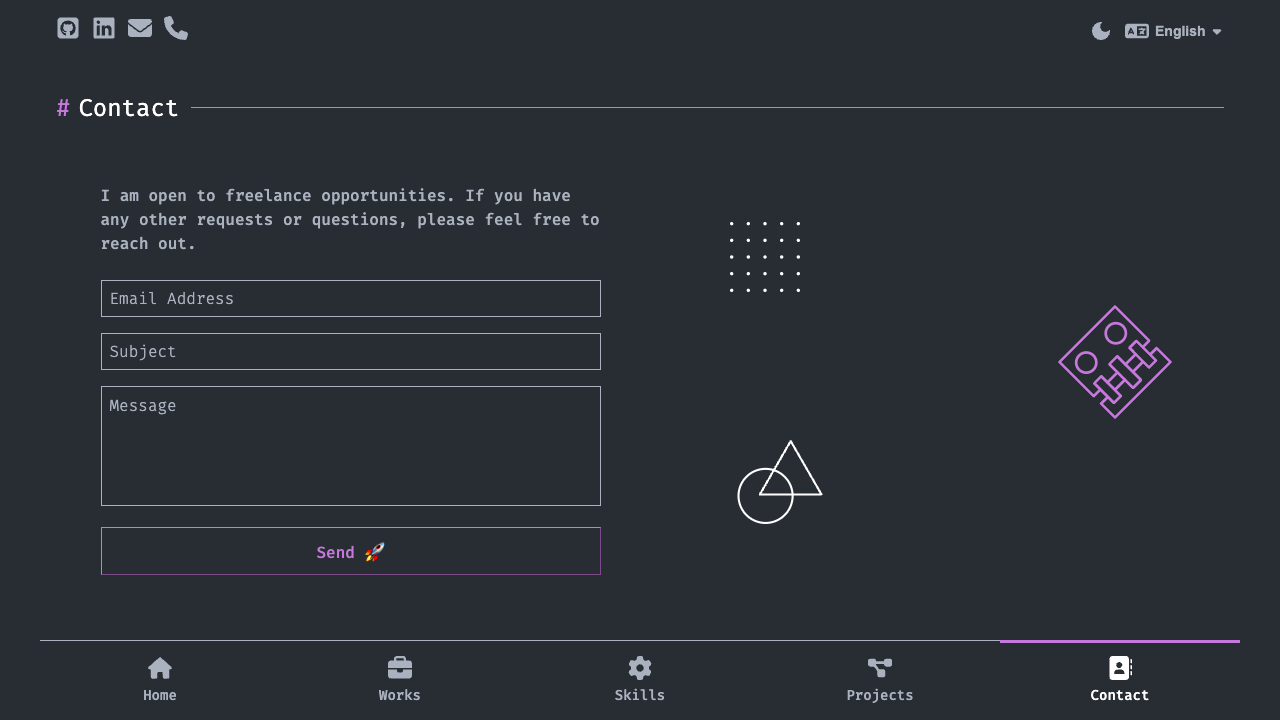 English
# Contact
I am open to freelance opportunities. If you have
any other requests or questions, please feel free to
reach out.
Email Address
Subject
Message
Send 🚀
Home
Works
Skills
Projects
Contact